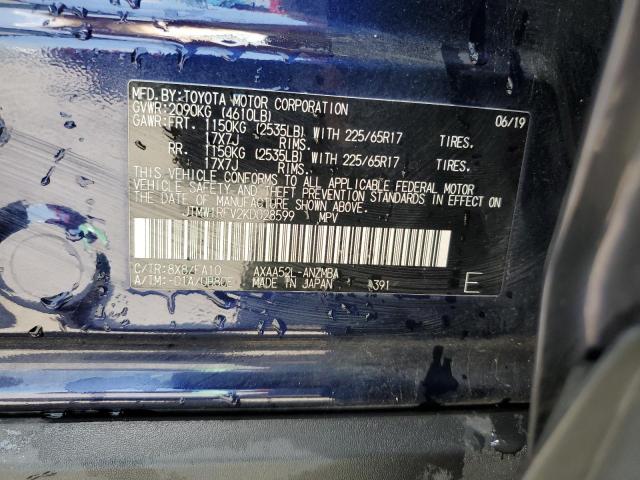 MFD. BY: TOYOTA MOTOR CORPORATION 06/19
GVWR: 2090KG (4610LB)
GAWR: FRT. 1150KG (2535LB) WITH 225/65R17 TIRES.
17X7J RIMS.
RR. 1150KG (2535LB) WITH 225/65R17 TIRES.
17X7J RIMS.
THIS VEHICLE CONFORMS TO ALL APPLICABLE FEDERAL MOTOR
VEHICLE SAFETY AND THEFT PREVENTION STANDARDS IN EFFECT
ON THE DATE OF MANUFACTURE SHOWN ABOVE.
JTMW1RFV2KD028599 MPV
C/TR: 8X8/FA10 AXAA52L-ANZMBA
A/TM: MADE IN JAPAN A391 E